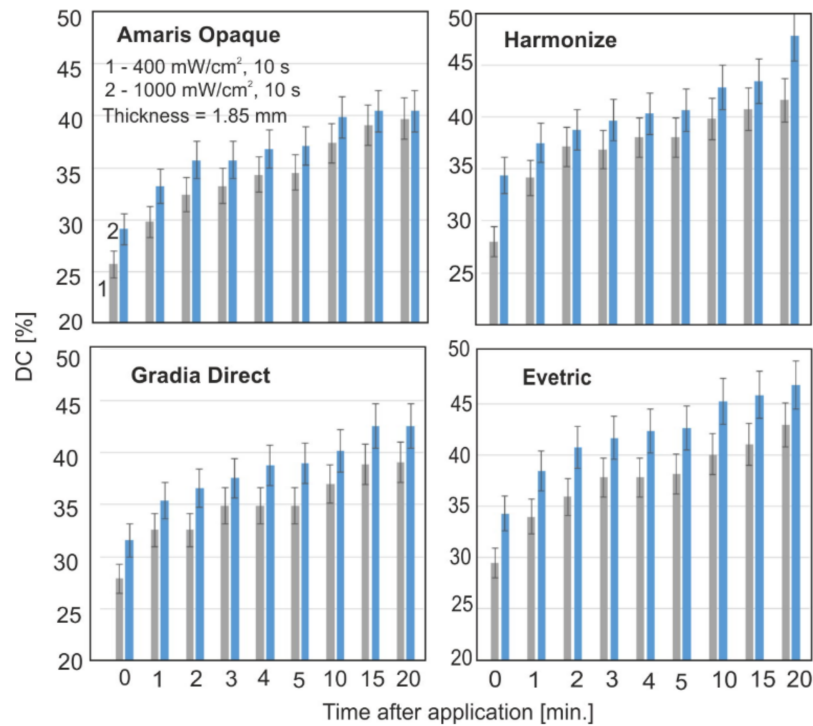 Amaris Opaque
1 - 400 mW/cm², 10 s
2 - 1000 mW/cm², 10 s
Thickness = 1.85 mm
50
45
40
35
30
25
20
2
1
Harmonize
50
45
40
35
30
25
DC [%]
Gradia Direct
50
45
40
35
30
25
20
0 1 2 3 4 5 10 15 20
Evetric
50
45
40
35
30
25
20
0 1 2 3 4 5 10 15 20
Time after application [min.]